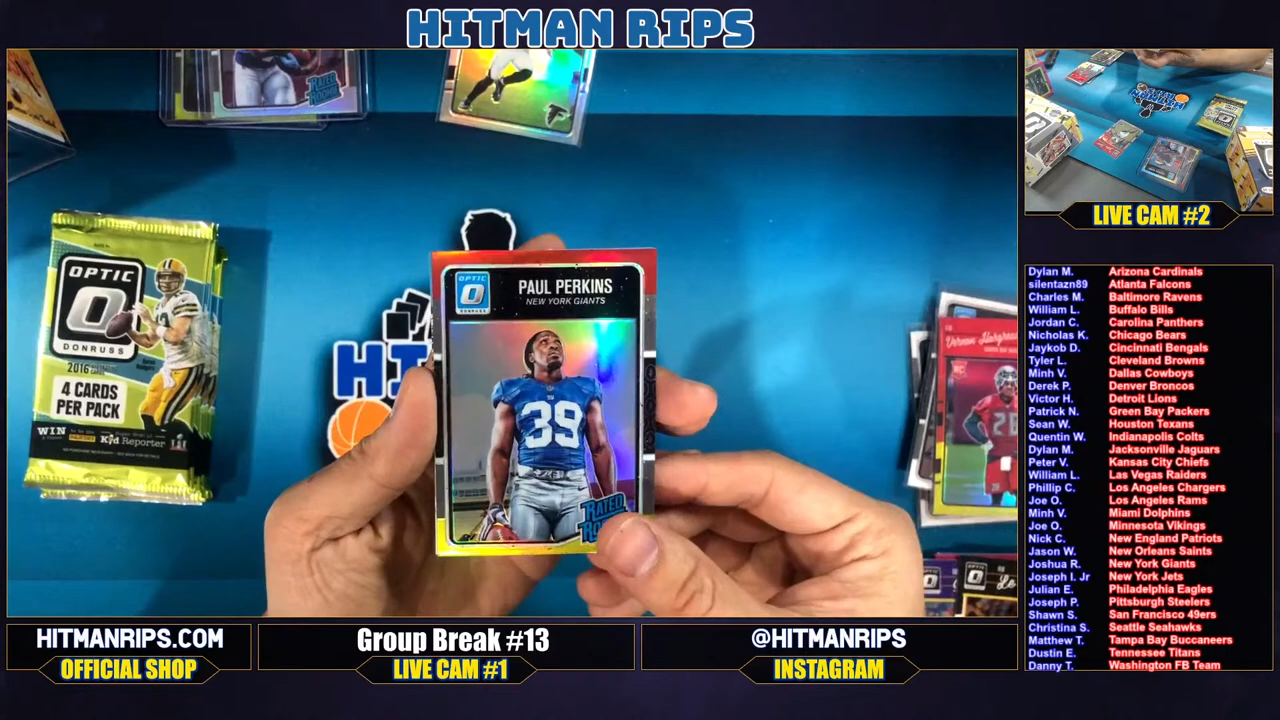 HITMAN RIPS
RATED
ROOKIE
OPTIC
DONRUSS
2016
4 CARDS
PER PACK
WIN
Kid Reporter
HI
OPTIC
PAUL PERKINS
NEW YORK GIANTS
39
RATED
Vernon
RC
28
LIVE CAM #2
Dylan M. Arizona Cardinals
silentazn89 Atlanta Falcons
Charles M. Baltimore Ravens
William L. Buffalo Bills
Jordan C. Carolina Panthers
Nicholas K. Chicago Bears
Jaykob D. Cincinnati Bengals
Tyler L. Cleveland Browns
Minh V. Dallas Cowboys
Derek P. Denver Broncos
Victor H. Detroit Lions
Patrick N. Green Bay Packers
Sean W. Houston Texans
Quentin W. Indianapolis Colts
Dylan M. Jacksonville Jaguars
Peter V. Kansas City Chiefs
William L. Las Vegas Raiders
Phillip C. Los Angeles Chargers
Joe O. Los Angeles Rams
Minh V. Miami Dolphins
Joe O. Minnesota Vikings
Nick C. New England Patriots
Jason W. New Orleans Saints
Joshua R. New York Giants
Joseph I. Jr New York Jets
Julian E. Philadelphia Eagles
Joseph P. Pittsburgh Steelers
Shawn S. San Francisco 49ers
Christina S. Seattle Seahawks
Matthew T. Tampa Bay Buccaneers
Dustin E. Tennessee Titans
Danny T. Washington FB Team
HITMANRIPS.COM
OFFICIAL SHOP
Group Break #13
LIVE CAM #1
@HITMANRIPS
INSTAGRAM